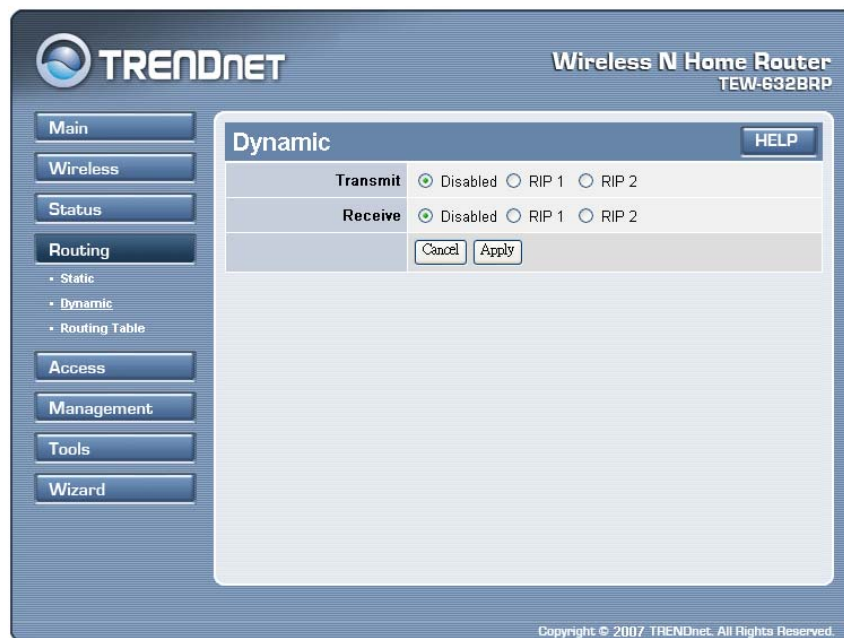 TRENDnet
Wireless N Home Router
TEW-632BRP
Main
Wireless
Status
Routing
• Static
• Dynamic
• Routing Table
Access
Management
Tools
Wizard
Dynamic
HELP
Transmit Disabled RIP 1 RIP 2
Receive Disabled RIP 1 RIP 2
Cancel Apply
Copyright © 2007 TRENDnet. All Rights Reserved.